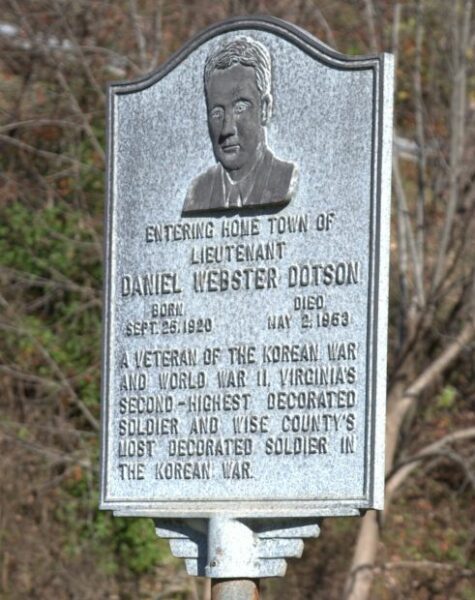 ENTERING HOME TOWN OF
LIEUTENANT
DANIEL WEBSTER DOTSON
BORN DIED
SEPT. 25, 1920 MAY 2, 1963
A VETERAN OF THE KOREAN WAR
AND WORLD WAR II, VIRGINIA'S
SECOND-HIGHEST DECORATED
SOLDIER AND WISE COUNTY'S
MOST DECORATED SOLDIER IN
THE KOREAN WAR.